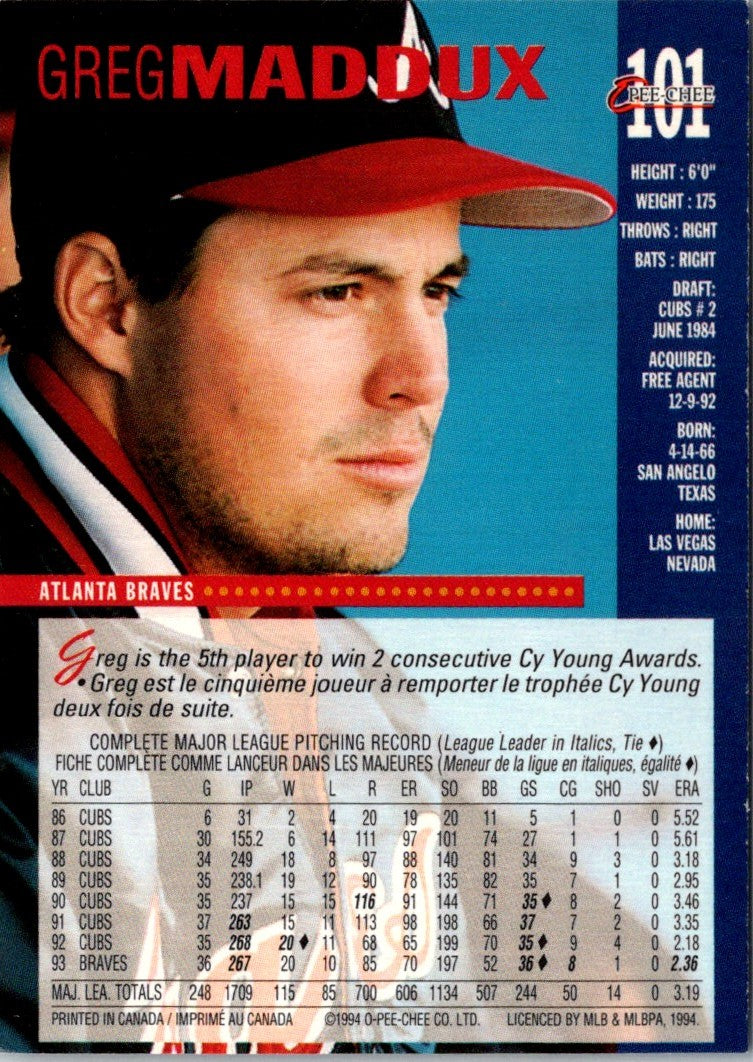 GREG MADDUX
101
O-PEE-CHEE
HEIGHT : 6'0"
WEIGHT : 175
THROWS : RIGHT
BATS : RIGHT
DRAFT:
CUBS # 2
JUNE 1984
ACQUIRED:
FREE AGENT
12-9-92
BORN:
4-14-66
SAN ANGELO
TEXAS
HOME:
LAS VEGAS
NEVADA
ATLANTA BRAVES
Greg is the 5th player to win 2 consecutive Cy Young Awards.
• Greg est le cinquième joueur à remporter le trophée Cy Young
deux fois de suite.
COMPLETE MAJOR LEAGUE PITCHING RECORD (League Leader in Italics, Tie ♦)
FICHE COMPLÈTE COMME LANCEUR DANS LES MAJEURES (Meneur de la ligue en italiques, égalité ♦)
YR CLUB G IP W L R ER SO BB GS CG SHO SV ERA
86 CUBS 6 31 2 4 20 19 20 11 5 1 0 0 5.52
87 CUBS 30 155.2 6 14 111 97 101 74 27 1 1 0 5.61
88 CUBS 34 249 18 8 97 88 140 81 34 9 3 0 3.18
89 CUBS 35 238.1 19 12 90 78 135 82 35 7 1 0 2.95
90 CUBS 35 237 15 15 116 91 144 71 35 ♦ 8 2 0 3.46
91 CUBS 37 263 15 11 113 98 198 66 37 7 2 0 3.35
92 CUBS 35 268 20 ♦ 11 68 65 199 70 35 ♦ 9 4 0 2.18
93 BRAVES 36 267 20 10 85 70 197 52 36 ♦ 8 1 0 2.36
MAJ. LEA. TOTALS 248 1709 115 85 700 606 1134 507 244 50 14 0 3.19
PRINTED IN CANADA / IMPRIMÉ AU CANADA ©1994 O-PEE-CHEE CO. LTD. LICENCED BY MLB & MLBPA, 1994.